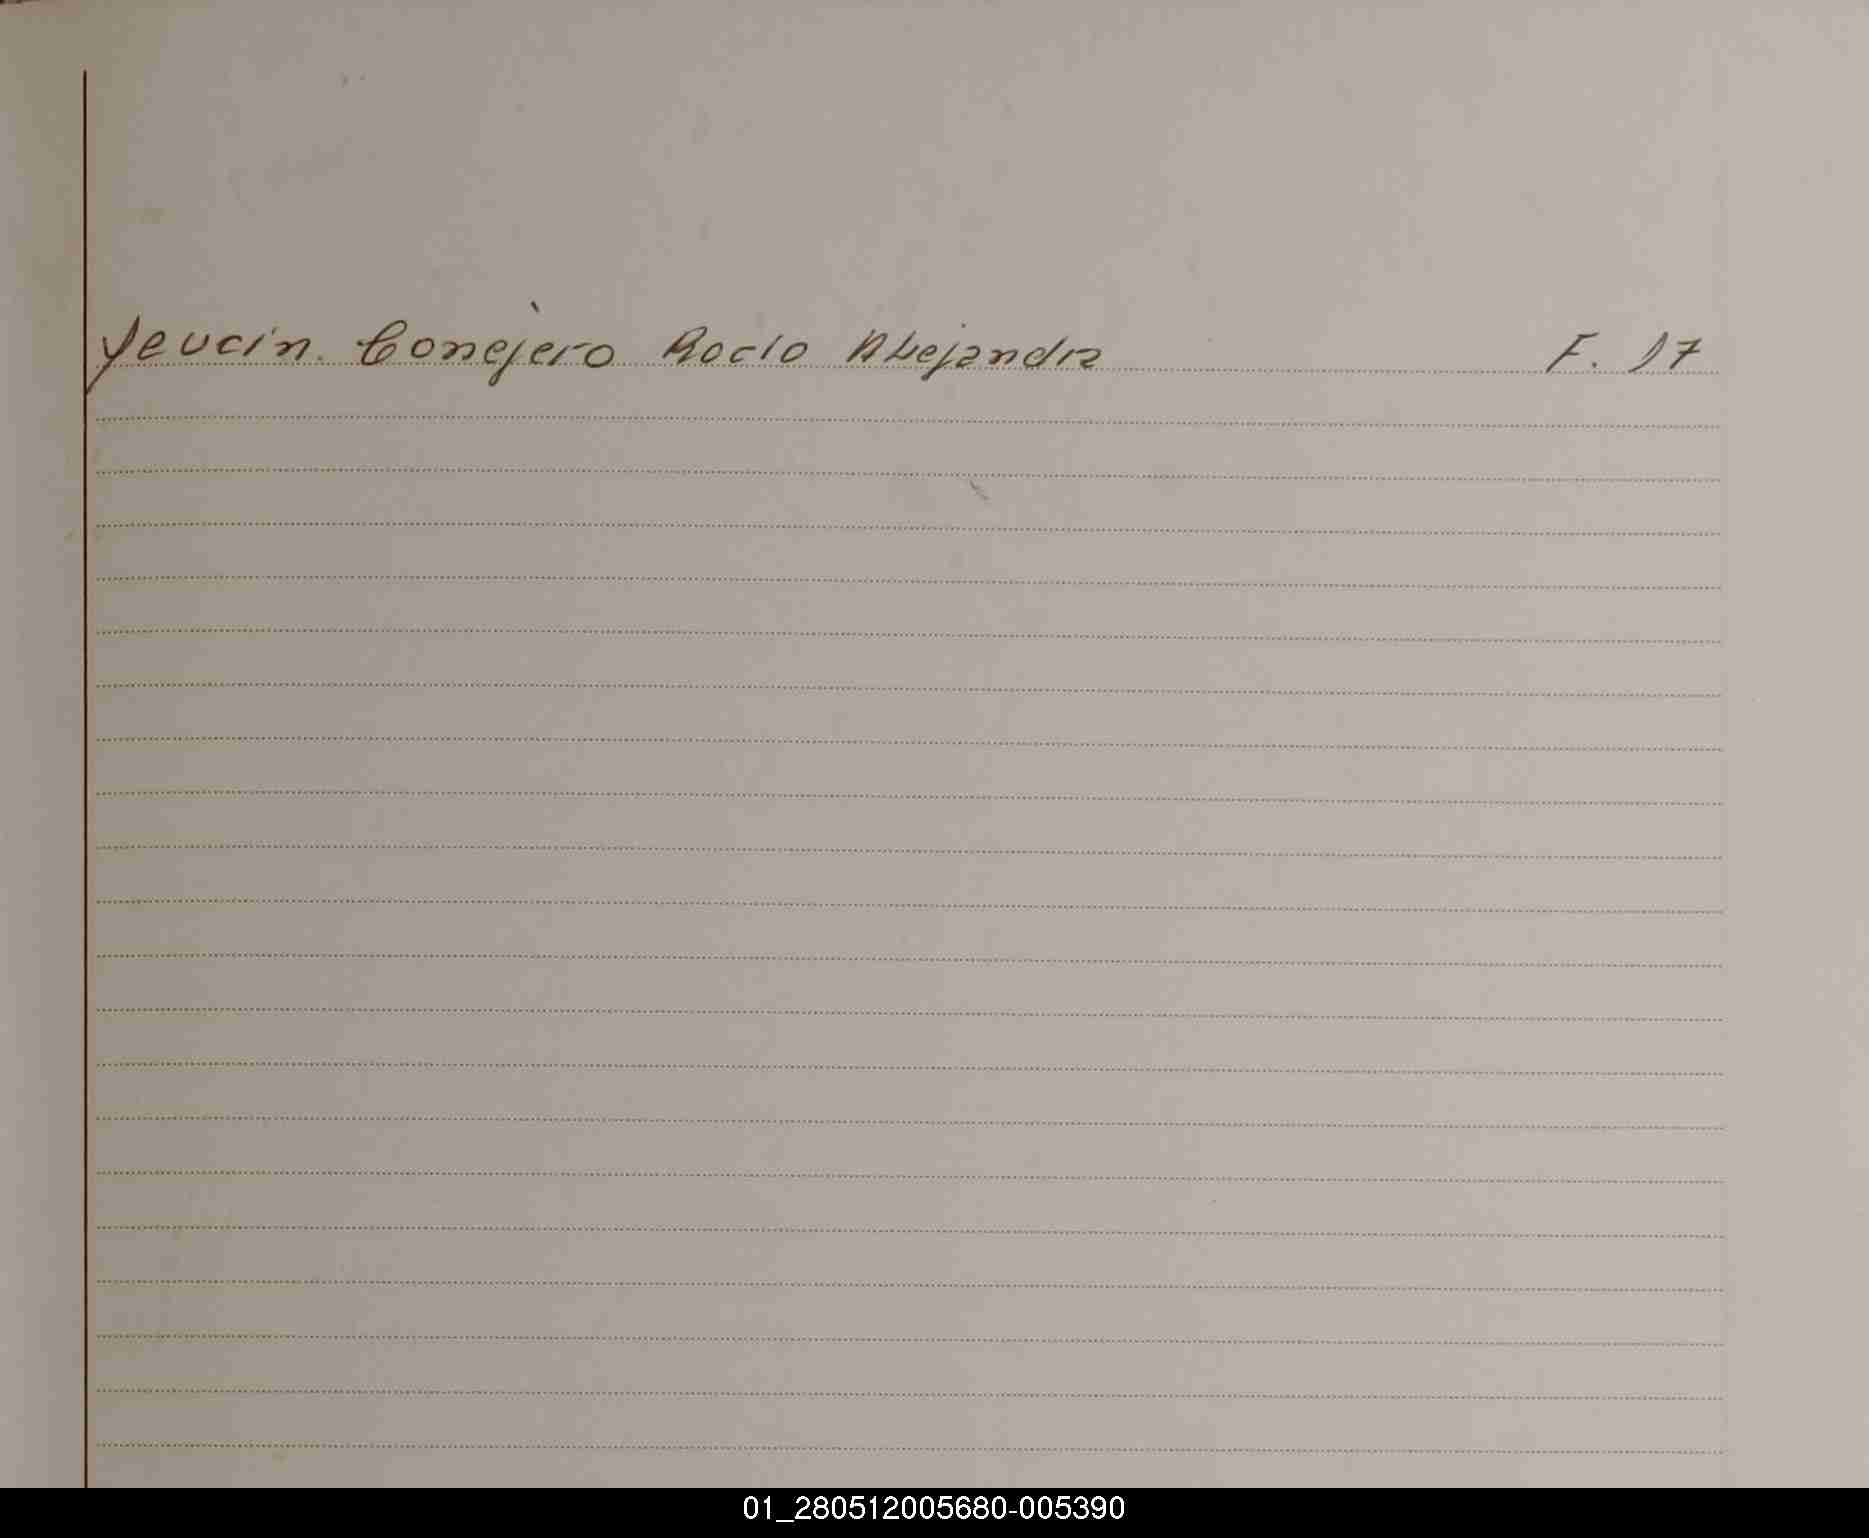 Yeucin. Conejero Rocio Alejandra F. 17
01_280512005680-005390